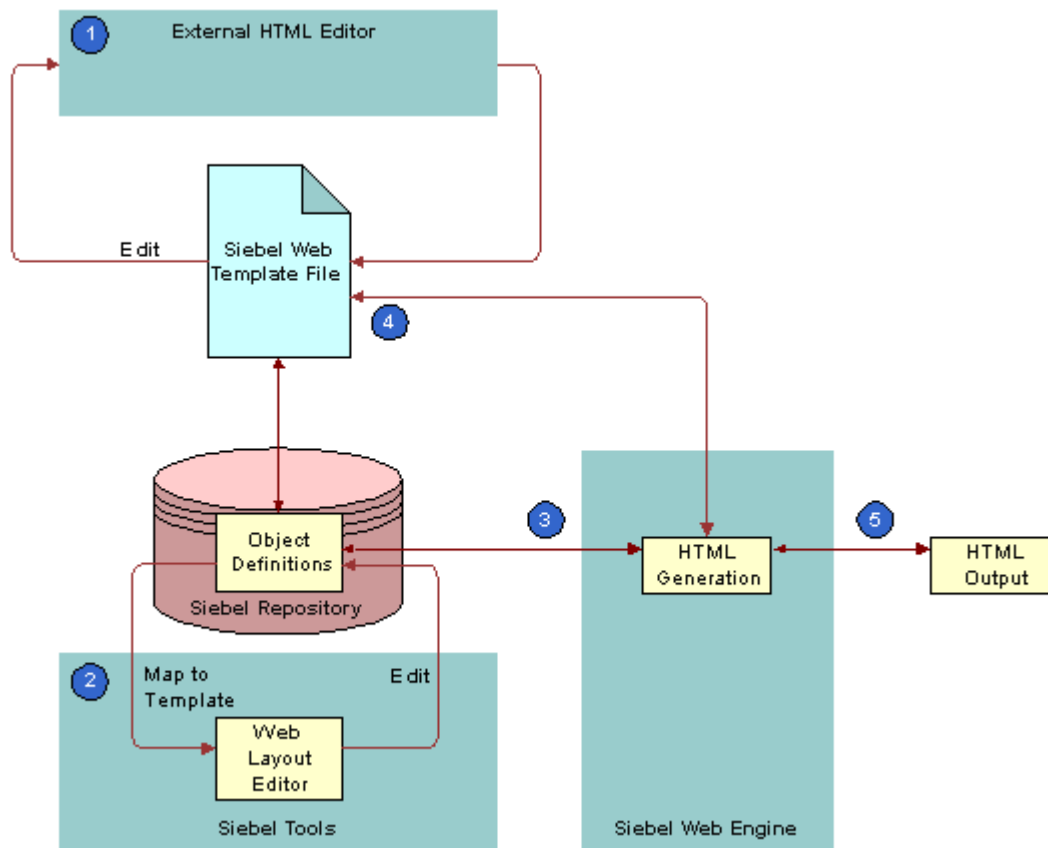 1
External HTML Editor
Edit
Siebel Web
Template File
4
Object
Definitions
Siebel Repository
3
HTML
Generation
5
HTML
Output
2
Map to
Template
Edit
Web
Layout
Editor
Siebel Tools
Siebel Web Engine